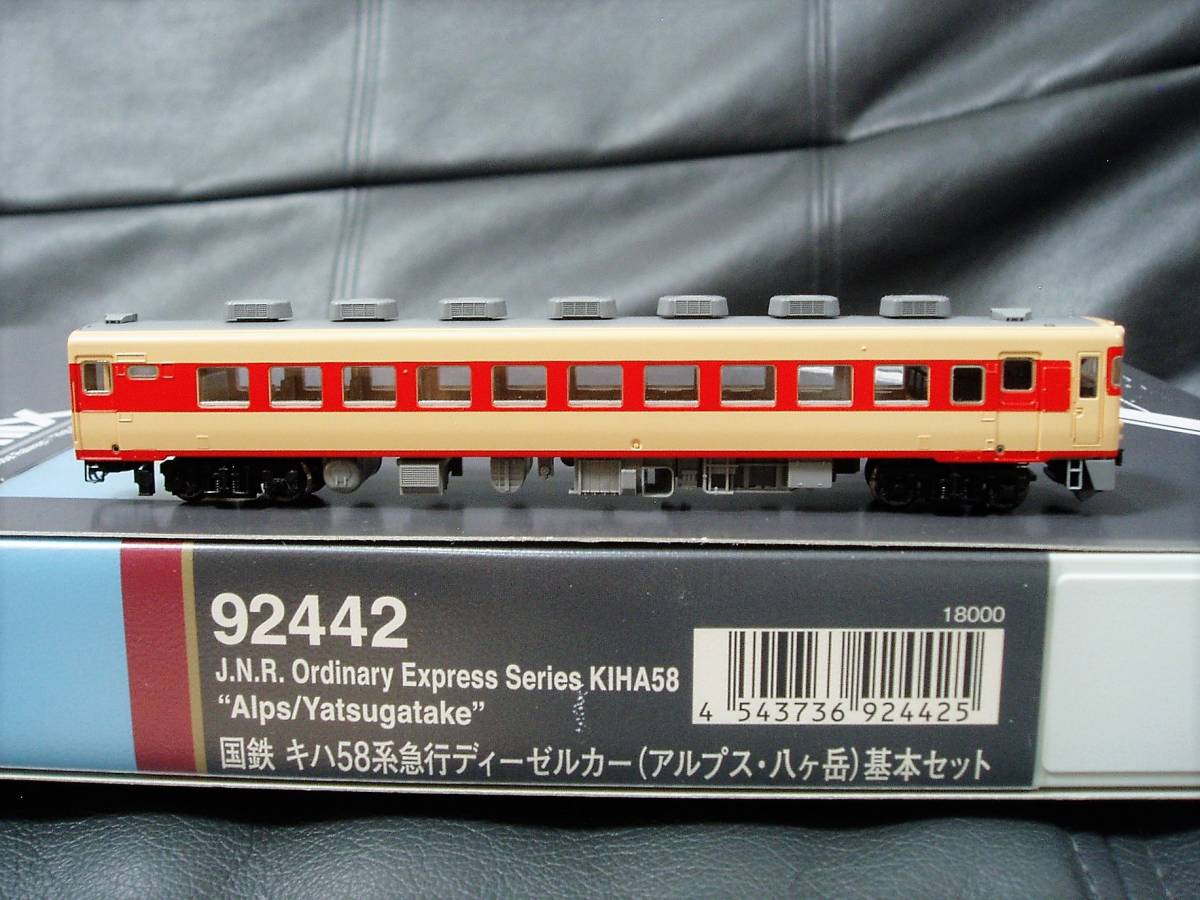 92442
18000
J.N.R. Ordinary Express Series KIHA58
"Alps/Yatsugatake"
4 543736 924425
国鉄 キハ58系急行ディーゼルカー(アルプス・八ヶ岳)基本セット